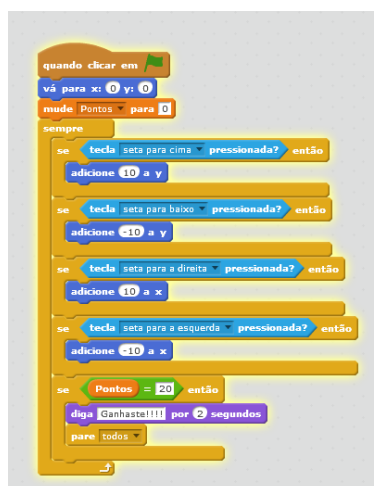 quando clicar em
vá para x: 0 y: 0
mude Pontos para 0
sempre
se tecla seta para cima pressionada? então
adicione 10 a y
se tecla seta para baixo pressionada? então
adicione -10 a y
se tecla seta para a direita pressionada? então
adicione 10 a x
se tecla seta para a esquerda pressionada? então
adicione -10 a x
se Pontos = 20 então
diga Ganhaste!!!! por 2 segundos
pare todos